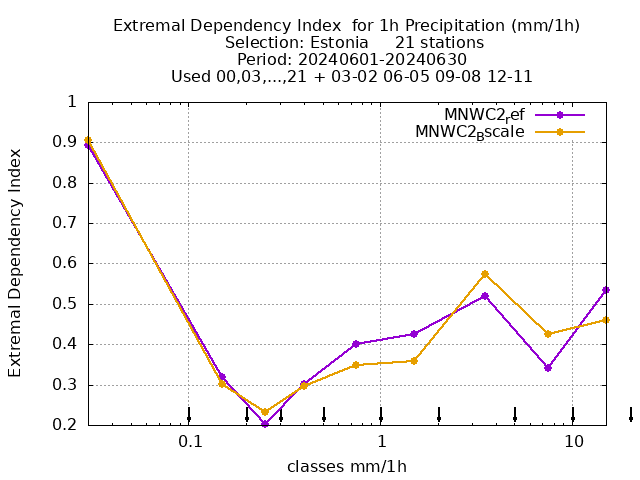 Extremal Dependency Index  for 1h Precipitation (mm/1h)
Selection: Estonia     21 stations
Period: 20240601-20240630
Used 00,03,...,21 + 03-02 06-05 09-08 12-11
MNWC2_ref
MNWC2_Bscale
Extremal Dependency Index
1
0.9
0.8
0.7
0.6
0.5
0.4
0.3
0.2
0.1
1
10
classes mm/1h